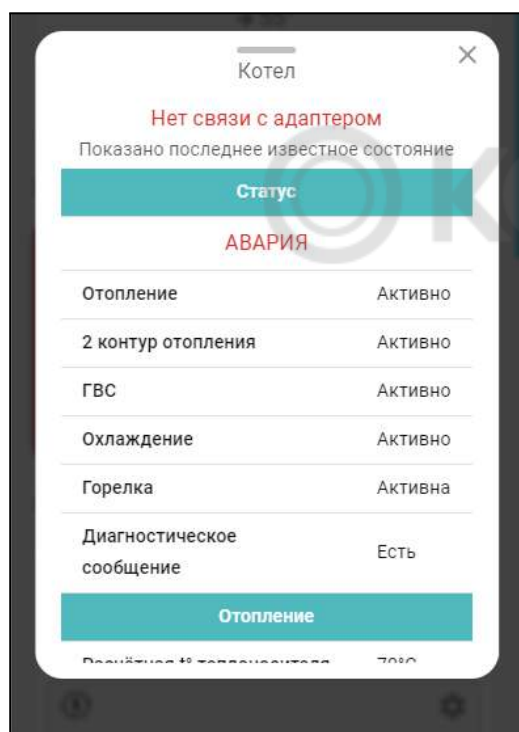 Котел
Нет связи с адаптером
Показано последнее известное состояние
Статус
АВАРИЯ
Отопление Активно
2 контур отопления Активно
ГВС Активно
Охлаждение Активно
Горелка Активна
Диагностическое
сообщение Есть
Отопление